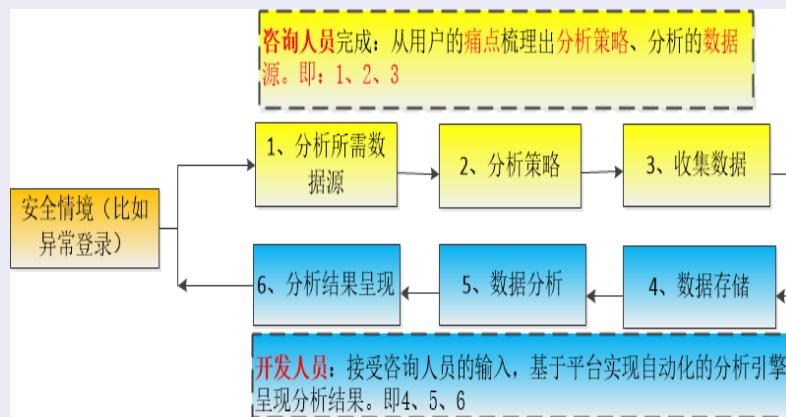 咨询人员完成：从用户的痛点梳理出分析策略、分析的数据
源。即：1、2、3
1、分析所需数
据源
2、分析策略
3、收集数据
安全情境（比如
异常登录）
6、分析结果呈现
5、数据分析
4、数据存储
开发人员：接受咨询人员的输入，基于平台实现自动化的分析引擎
呈现分析结果。即4、5、6